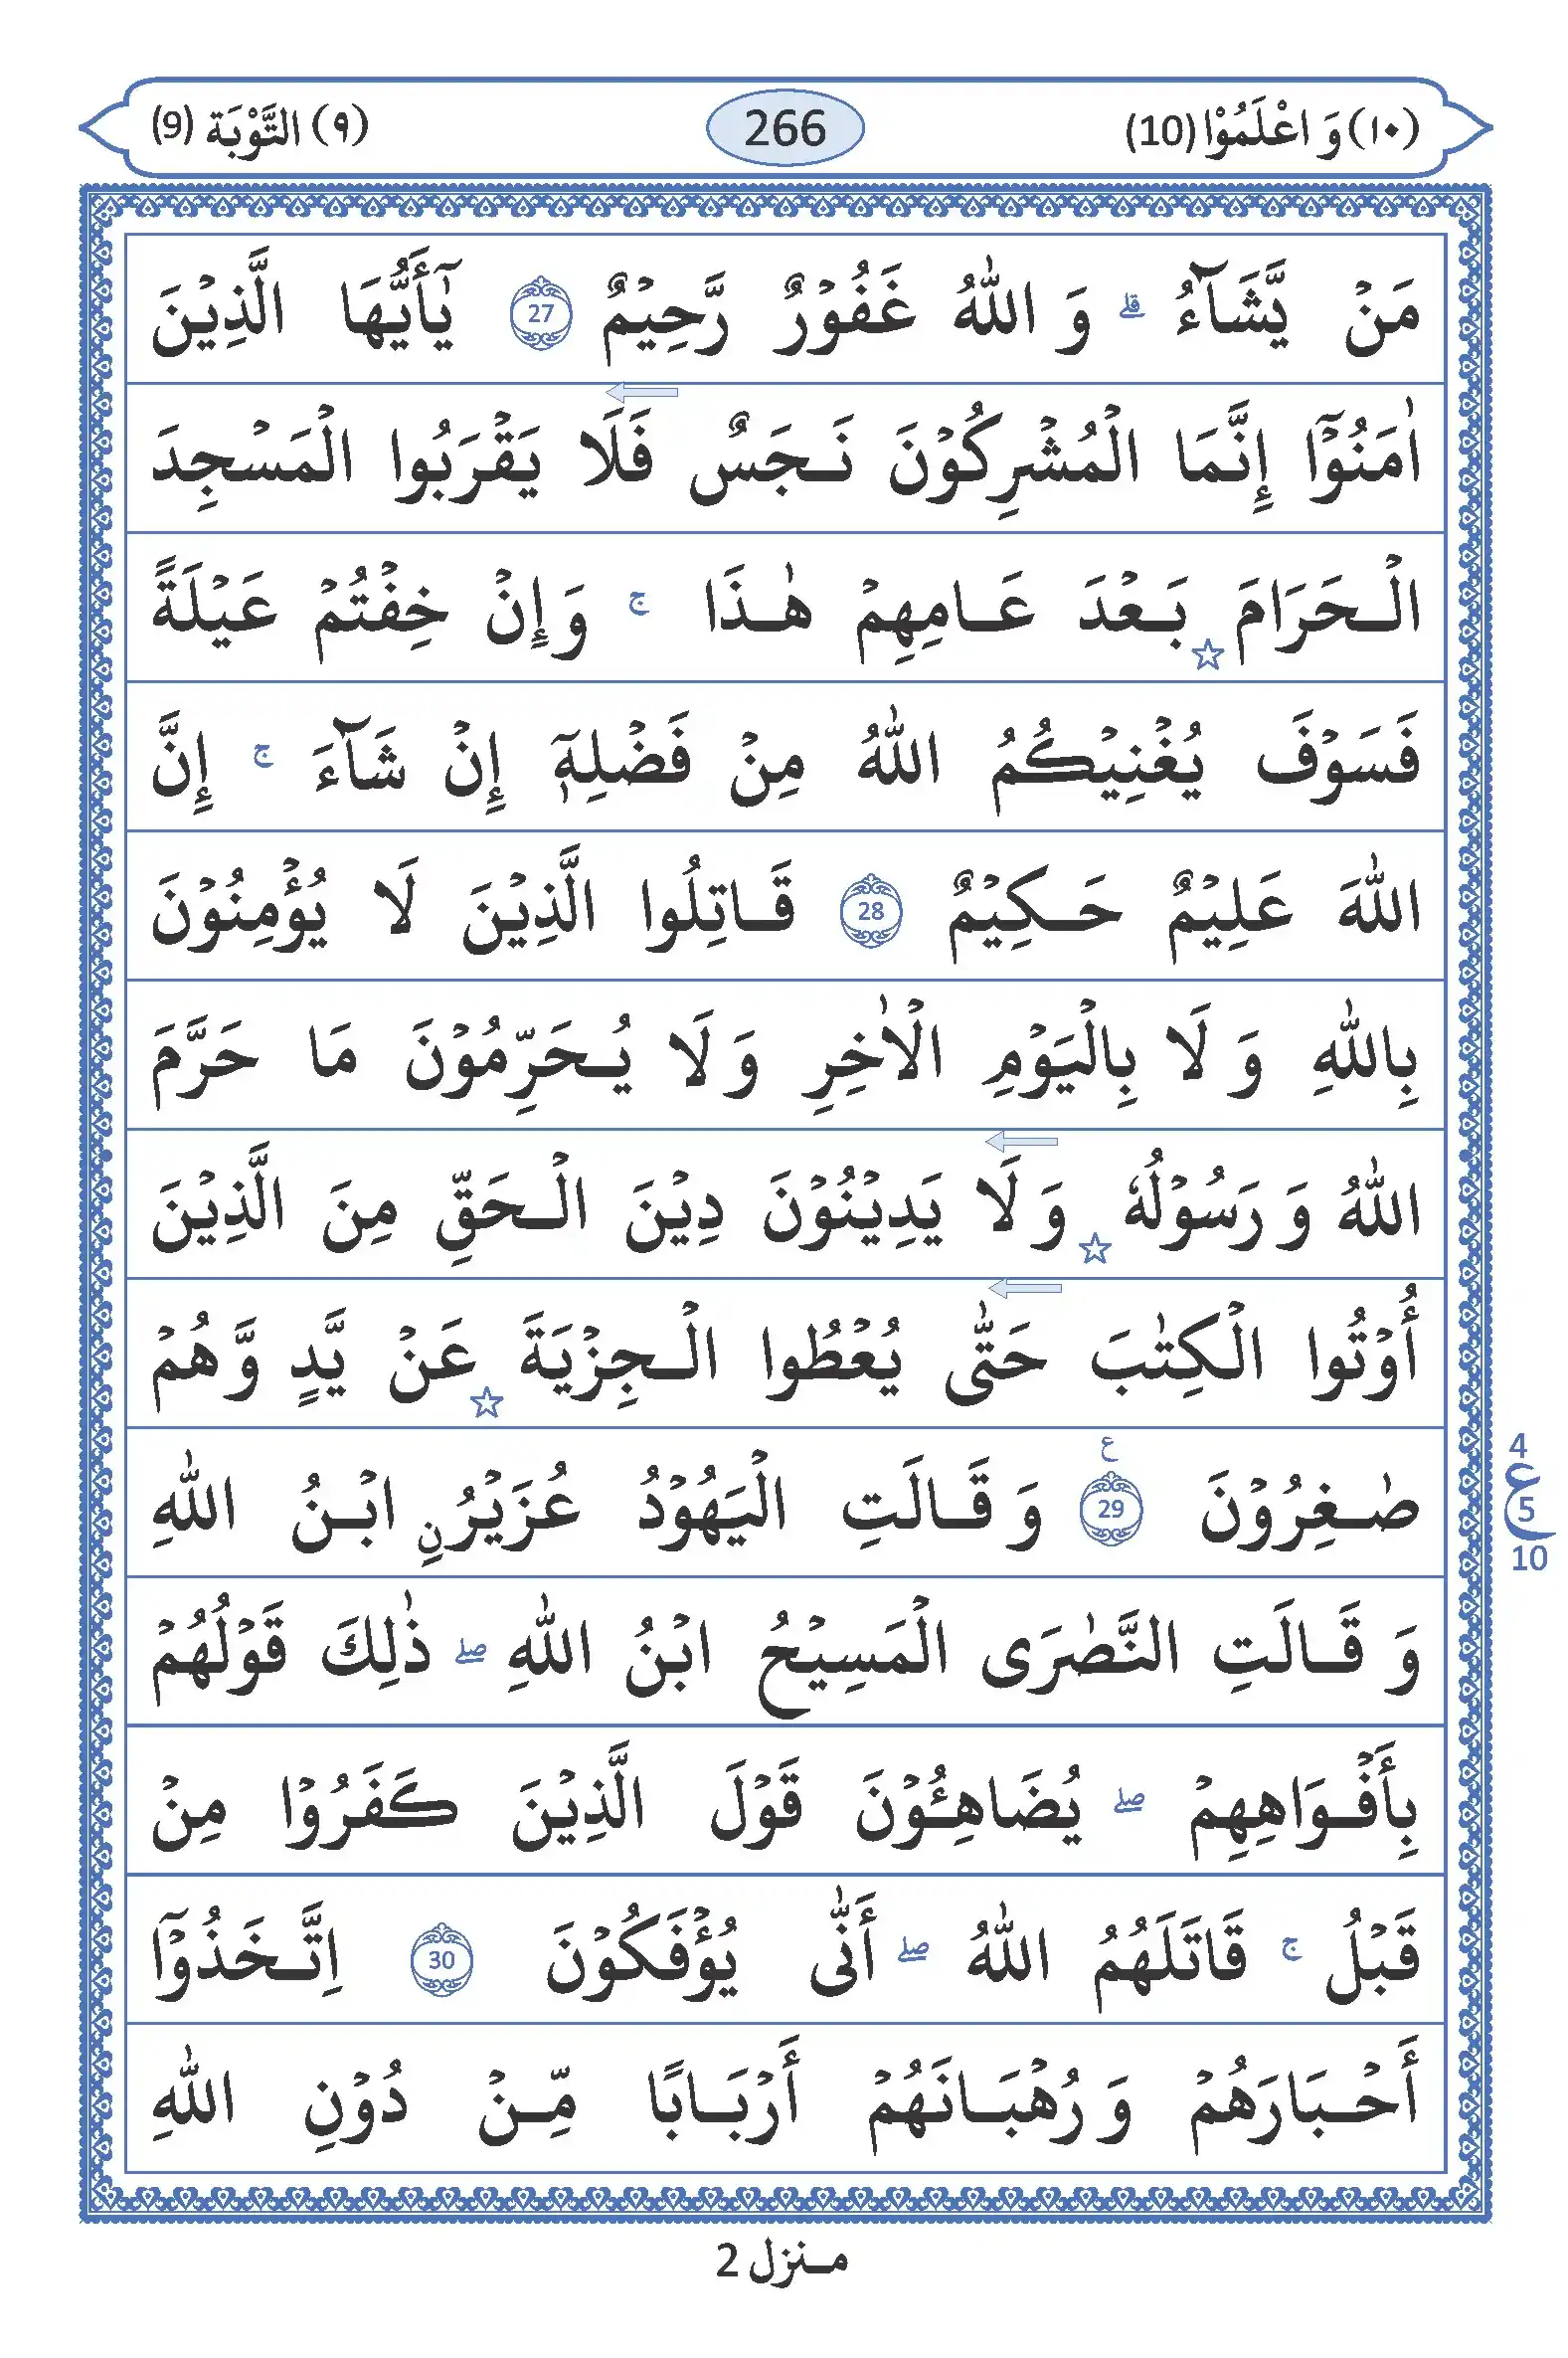 (١٠) وَ اعْلَمُوْا (10) 266 (٩) التَّوْبَة (9)
مَنْ يَّشَآءُ ۗ وَ اللّٰهُ غَفُوْرٌ رَّحِيْمٌ 27 يٰٓأَيُّهَا الَّذِيْنَ
اٰمَنُوْٓا إِنَّمَا الْمُشْرِكُوْنَ نَجَسٌ فَلَا يَقْرَبُوا الْمَسْجِدَ
الْحَرَامَ ☆ بَعْدَ عَامِهِمْ هٰذَا ۚ وَ إِنْ خِفْتُمْ عَيْلَةً
فَسَوْفَ يُغْنِيْكُمُ اللّٰهُ مِنْ فَضْلِهٖٓ إِنْ شَآءَ ۚ إِنَّ
اللّٰهَ عَلِيْمٌ حَكِيْمٌ 28 قَاتِلُوا الَّذِيْنَ لَا يُؤْمِنُوْنَ
بِاللّٰهِ وَ لَا بِالْيَوْمِ الْاٰخِرِ وَ لَا يُحَرِّمُوْنَ مَا حَرَّمَ
اللّٰهُ وَ رَسُوْلُهٗ ☆ وَ لَا يَدِيْنُوْنَ دِيْنَ الْحَقِّ مِنَ الَّذِيْنَ
أُوْتُوا الْكِتٰبَ حَتّٰى يُعْطُوا الْجِزْيَةَ ☆ عَنْ يَّدٍ وَّ هُمْ
صٰغِرُوْنَ 29 ع وَ قَالَتِ الْيَهُوْدُ عُزَيْرُنِ ابْنُ اللّٰهِ
4
ع 5
10
وَ قَالَتِ النَّصٰرَى الْمَسِيْحُ ابْنُ اللّٰهِ ۖ ذٰلِكَ قَوْلُهُمْ
بِأَفْوَاهِهِمْ ۖ يُضَاهِئُوْنَ قَوْلَ الَّذِيْنَ كَفَرُوْا مِنْ
قَبْلُ ۚ قَاتَلَهُمُ اللّٰهُ ۖ أَنّٰى يُؤْفَكُوْنَ 30 اِتَّخَذُوْٓا
أَحْبَارَهُمْ وَ رُهْبَانَهُمْ أَرْبَابًا مِّنْ دُوْنِ اللّٰهِ
منزل 2